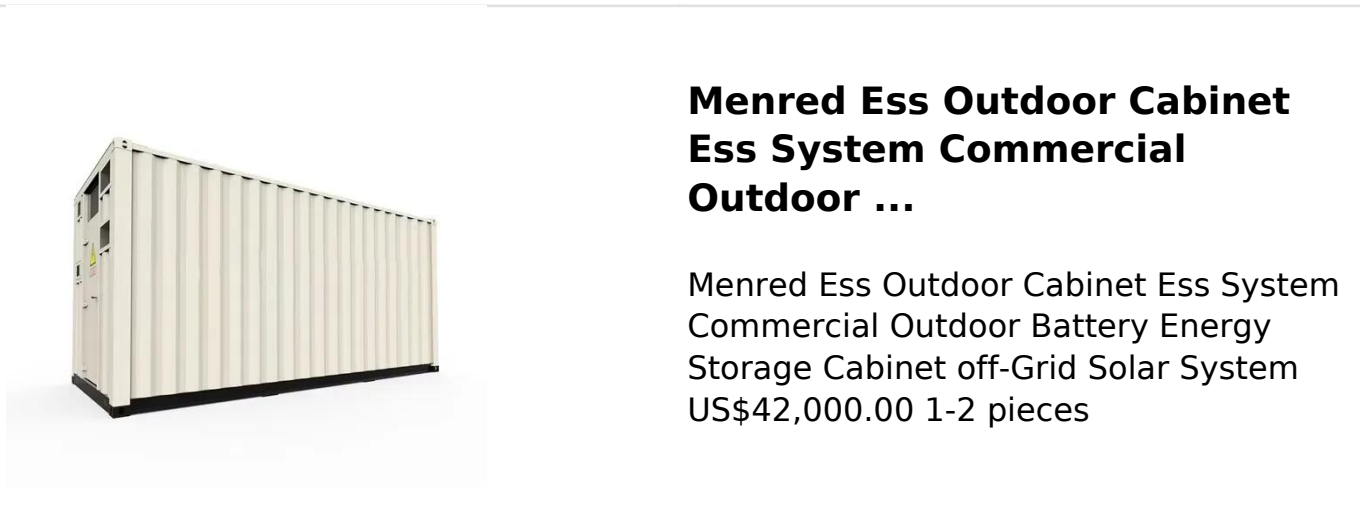 Menred Ess Outdoor Cabinet
Ess System Commercial
Outdoor ...
Menred Ess Outdoor Cabinet Ess System
Commercial Outdoor Battery Energy
Storage Cabinet off-Grid Solar System
US$42,000.00 1-2 pieces